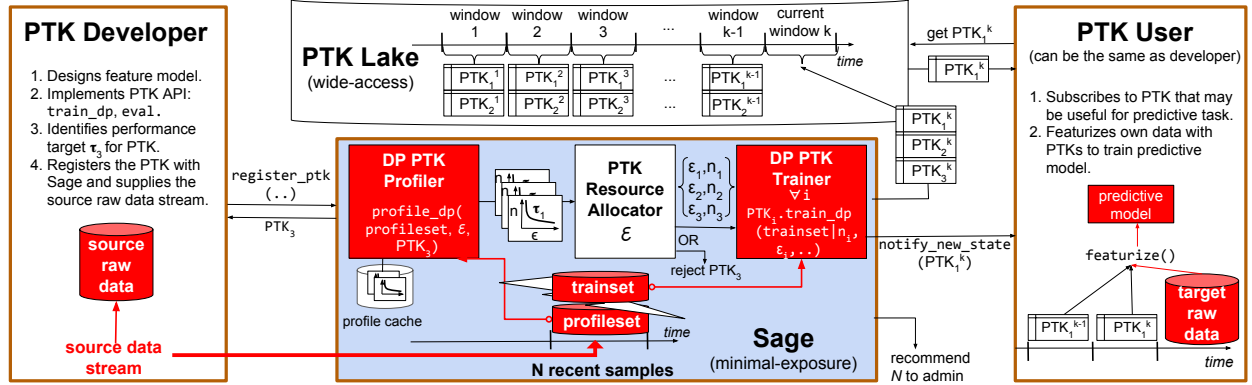 PTK Developer
1. Designs feature model.
2. Implements PTK API:
train_dp, eval.
3. Identifies performance
target τ3 for PTK.
4. Registers the PTK with
Sage and supplies the
source raw data stream.
source
raw
data
source data
stream
register_ptk
(..)
PTK3
PTK Lake
(wide-access)
window
1
window
2
window
3
...
window
k-1
current
window k
time
PTK1^1
PTK2^1
PTK1^2
PTK2^2
PTK1^3
PTK2^3
...
PTK1^k-1
PTK2^k-1
PTK1^k
PTK2^k
PTK3^k
DP PTK
Profiler
profile_dp(
profileset, ℰ,
PTK3)
profile cache
n
τ1
ϵ
PTK
Resource
Allocator
ℰ
{ε1,n1}
{ε2,n2}
{ε3,n3}
OR
reject PTK3
DP PTK
Trainer
∀i
PTKi.train_dp
(trainset|ni,
εi,..)
trainset
profileset
time
N recent samples
Sage
(minimal-exposure)
get PTK1^k
PTK1^k
notify_new_state
(PTK1^k)
recommend
N to admin
PTK User
(can be the same as developer)
1. Subscribes to PTK that may
be useful for predictive task.
2. Featurizes own data with
PTKs to train predictive
model.
predictive
model
featurize()
PTK1^k-1
PTK1^k
target
raw
data
time